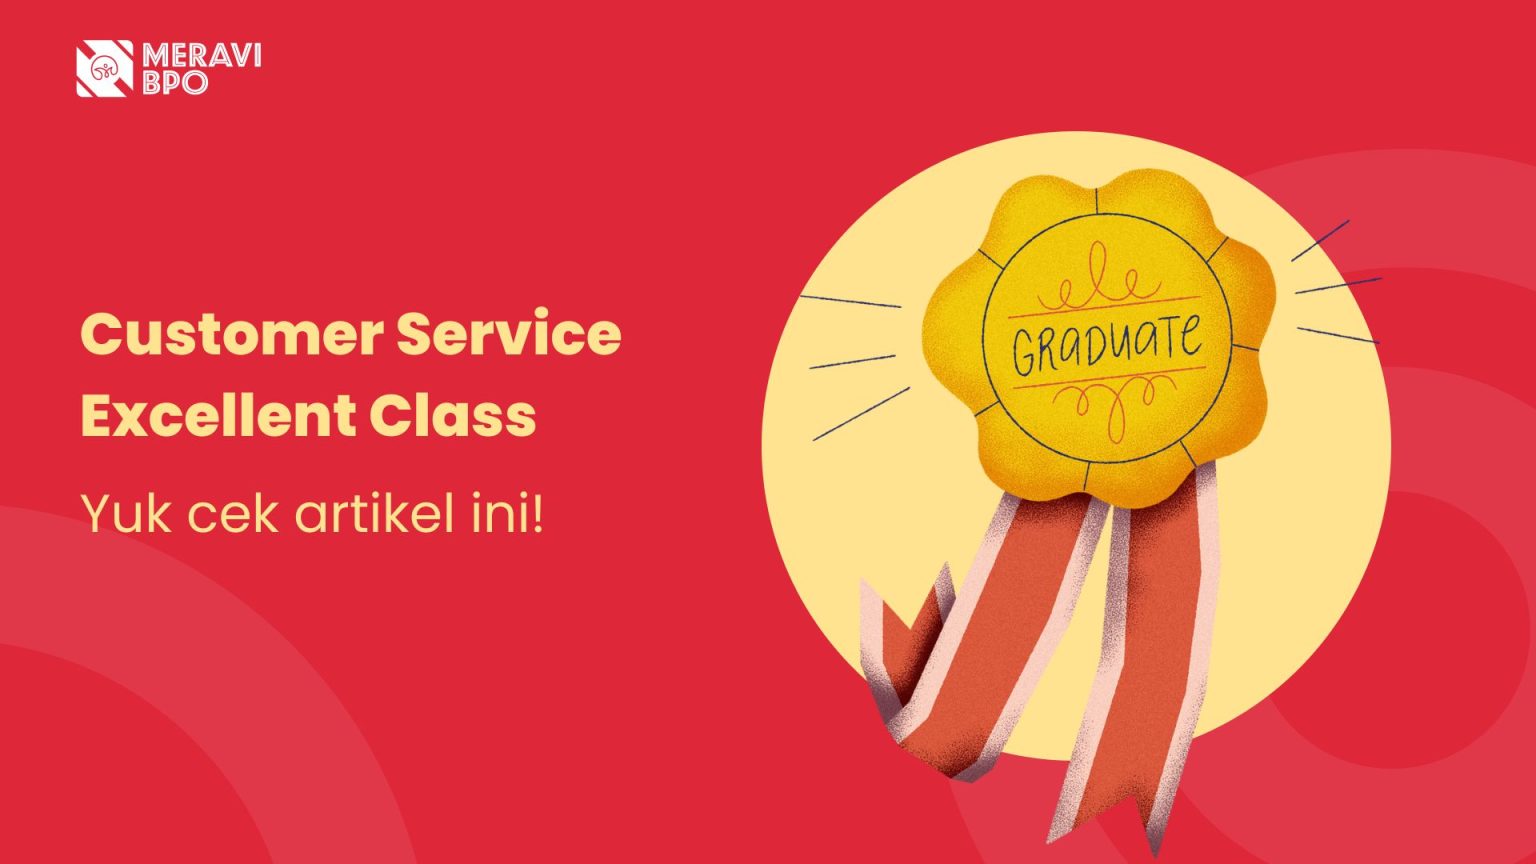 MERAVI
BPO
Customer Service
Excellent Class
Yuk cek artikel ini!
GRADUATE